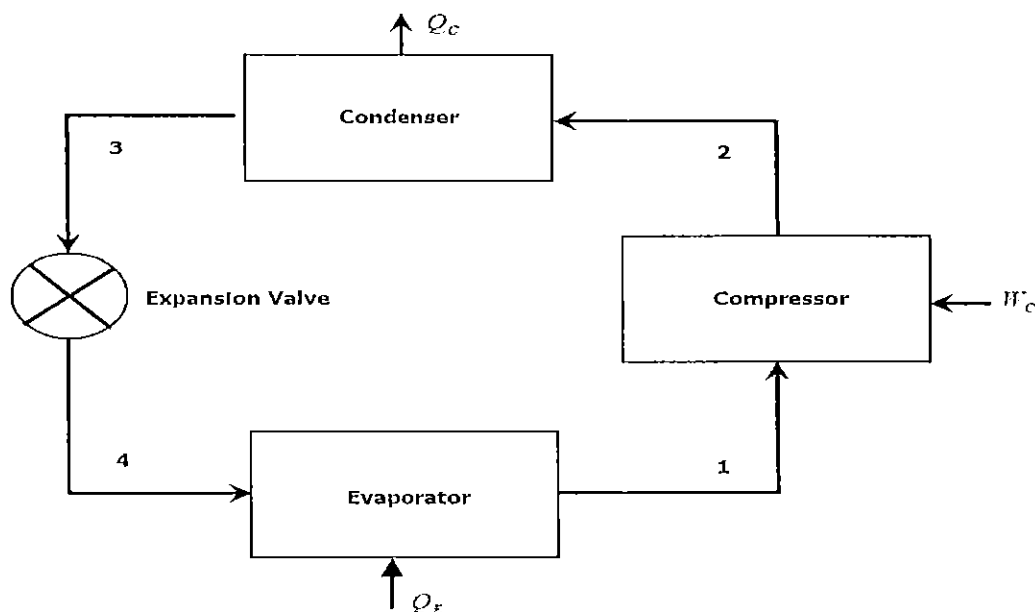 Q_c
Condenser
3
2
Expansion Valve
Compressor
W_c
4
1
Evaporator
Q_r